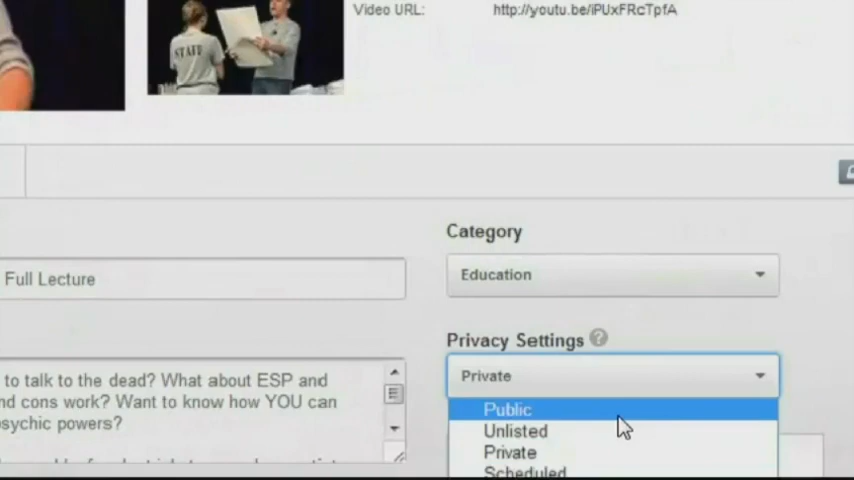 STAFF
Video URL: http://youtu.be/iPUxFRcTpfA
Category
Full Lecture
Education
Privacy Settings
Private
to talk to the dead? What about ESP and
nd cons work? Want to know how YOU can
psychic powers?
Public
Unlisted
Private
Scheduled